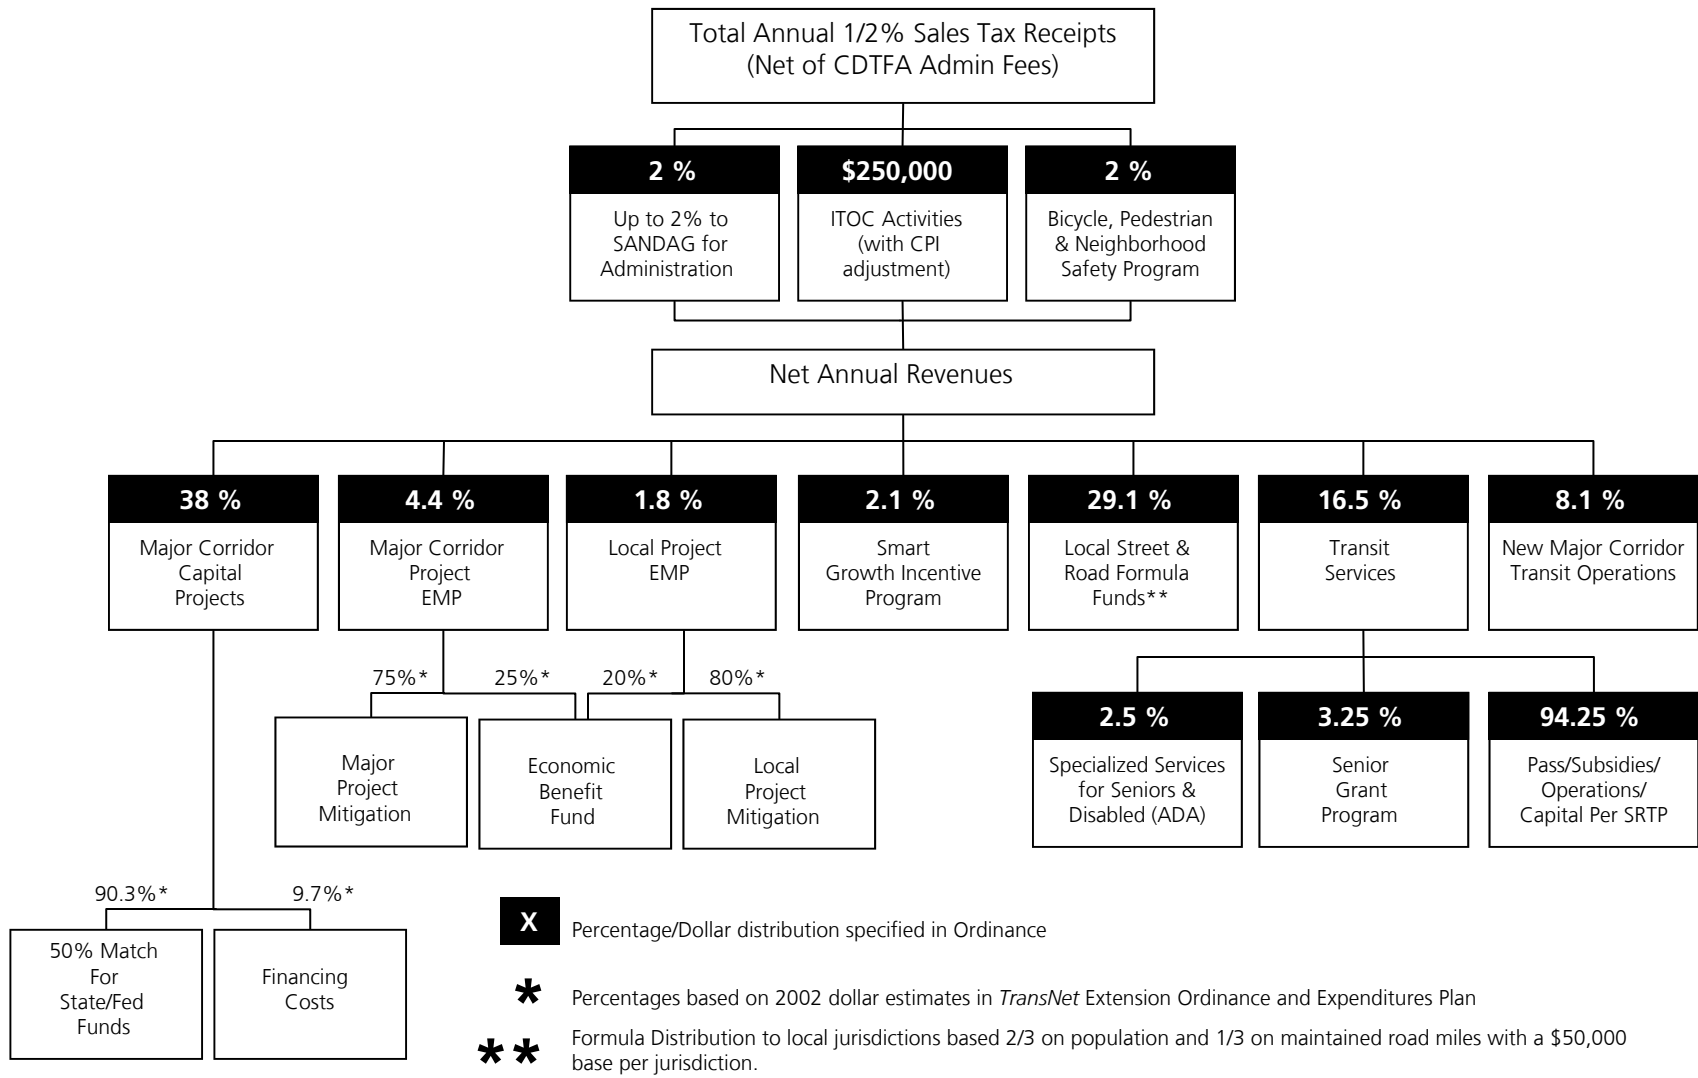 Total Annual 1/2% Sales Tax Receipts
(Net of CDTFA Admin Fees)
2 %
Up to 2% to
SANDAG for
Administration
$250,000
ITOC Activities
(with CPI
adjustment)
2 %
Bicycle, Pedestrian
& Neighborhood
Safety Program
Net Annual Revenues
38 %
Major Corridor
Capital
Projects
4.4 %
Major Corridor
Project
EMP
1.8 %
Local Project
EMP
2.1 %
Smart
Growth Incentive
Program
29.1 %
Local Street &
Road Formula
Funds**
16.5 %
Transit
Services
8.1 %
New Major Corridor
Transit Operations
75%*
25%*
20%*
80%*
Major
Project
Mitigation
Economic
Benefit
Fund
Local
Project
Mitigation
2.5 %
Specialized Services
for Seniors &
Disabled (ADA)
3.25 %
Senior
Grant
Program
94.25 %
Pass/Subsidies/
Operations/
Capital Per SRTP
90.3%*
9.7%*
50% Match
For
State/Fed
Funds
Financing
Costs
X Percentage/Dollar distribution specified in Ordinance
* Percentages based on 2002 dollar estimates in TransNet Extension Ordinance and Expenditures Plan
** Formula Distribution to local jurisdictions based 2/3 on population and 1/3 on maintained road miles with a $50,000
base per jurisdiction.